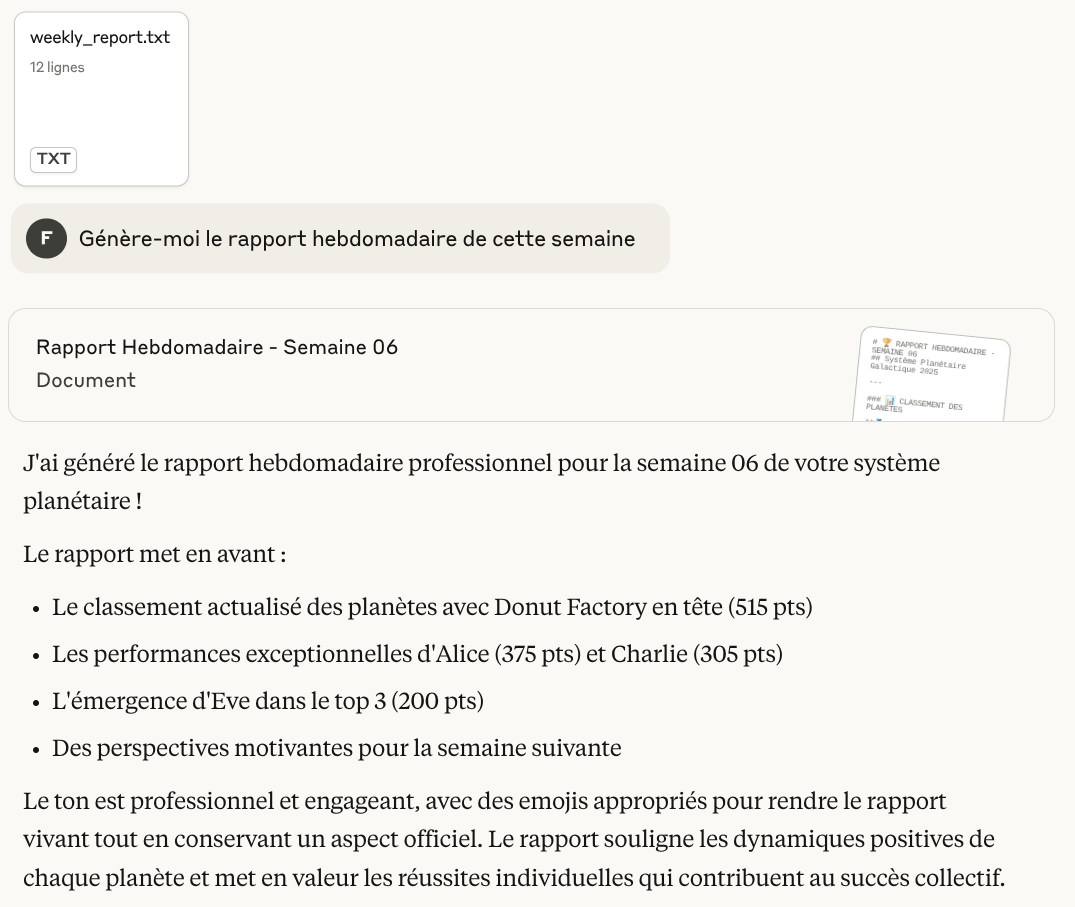 weekly_report.txt
12 lignes
TXT
F
Génère-moi le rapport hebdomadaire de cette semaine
Rapport Hebdomadaire - Semaine 06
Document
# 🏆 RAPPORT HEBDOMADAIRE -
SEMAINE 06
## Système Planétaire
Galactique 2025
---
### 📊 CLASSEMENT DES
PLANÈTES
J'ai généré le rapport hebdomadaire professionnel pour la semaine 06 de votre système
planétaire !
Le rapport met en avant :
• Le classement actualisé des planètes avec Donut Factory en tête (515 pts)
• Les performances exceptionnelles d'Alice (375 pts) et Charlie (305 pts)
• L'émergence d'Eve dans le top 3 (200 pts)
• Des perspectives motivantes pour la semaine suivante
Le ton est professionnel et engageant, avec des emojis appropriés pour rendre le rapport
vivant tout en conservant un aspect officiel. Le rapport souligne les dynamiques positives de
chaque planète et met en valeur les réussites individuelles qui contribuent au succès collectif.